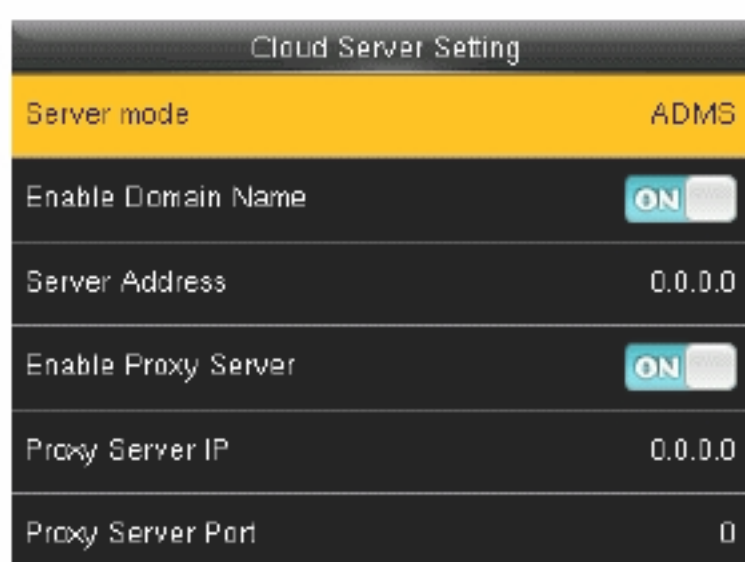 Cloud Server Setting
Server mode ADMS
Enable Domain Name ON
Server Address 0.0.0.0
Enable Proxy Server ON
Proxy Server IP 0.0.0.0
Proxy Server Port 0